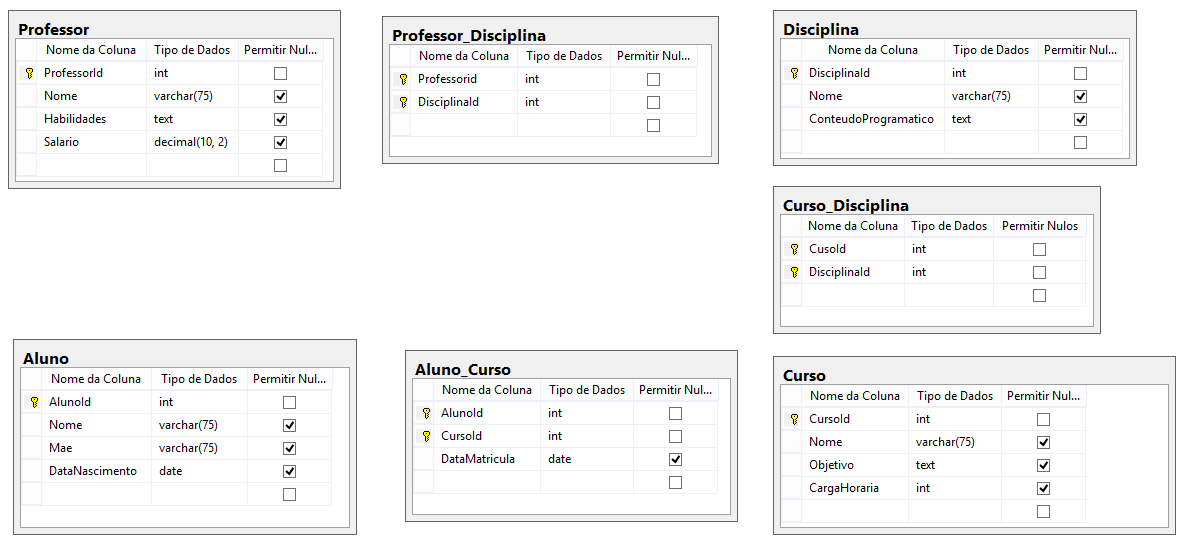 Professor
Nome da Coluna Tipo de Dados Permitir Nul...
ProfessorId int
Nome varchar(75)
Habilidades text
Salario decimal(10, 2)
Professor_Disciplina
Nome da Coluna Tipo de Dados Permitir Nul...
Professorid int
DisciplinaId int
Disciplina
Nome da Coluna Tipo de Dados Permitir Nul...
DisciplinaId int
Nome varchar(75)
ConteudoProgramatico text
Curso_Disciplina
Nome da Coluna Tipo de Dados Permitir Nulos
CusoId int
DisciplinaId int
Aluno
Nome da Coluna Tipo de Dados Permitir Nul...
AlunoId int
Nome varchar(75)
Mae varchar(75)
DataNascimento date
Aluno_Curso
Nome da Coluna Tipo de Dados Permitir Nul...
AlunoId int
CursoId int
DataMatricula date
Curso
Nome da Coluna Tipo de Dados Permitir Nul...
CursoId int
Nome varchar(75)
Objetivo text
CargaHoraria int